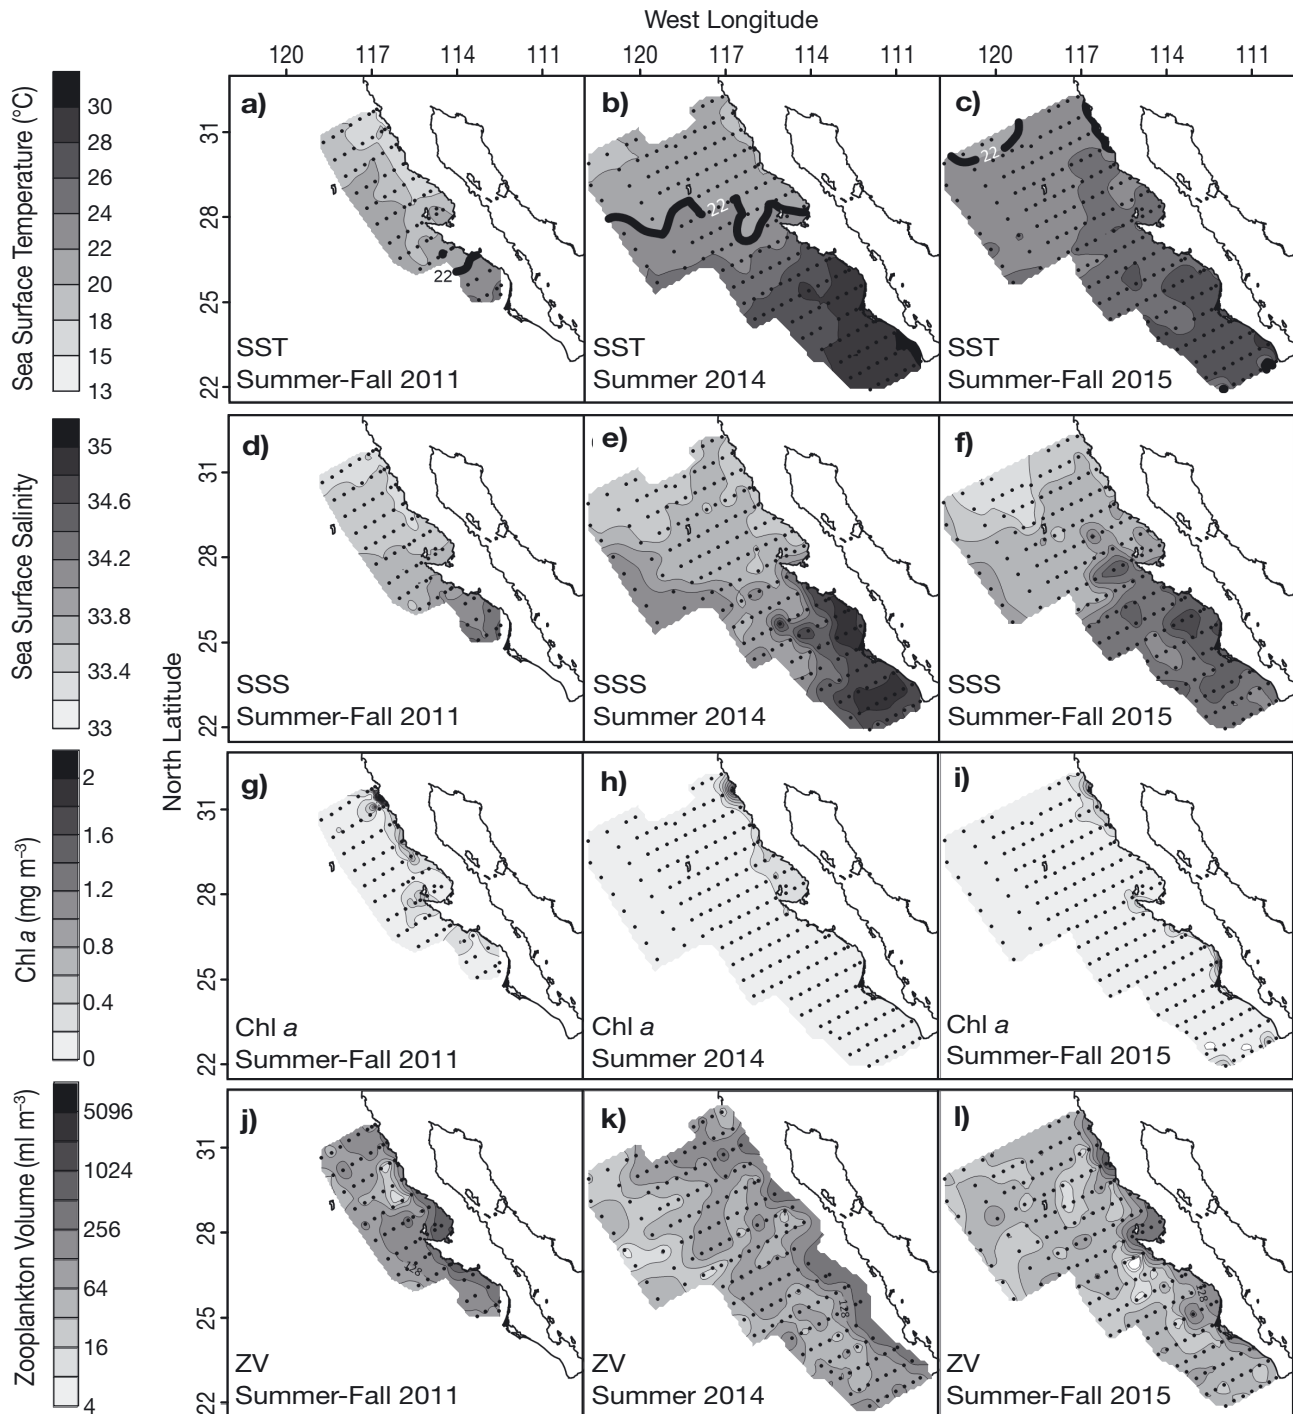 West Longitude
120 117 114 111 120 117 114 111 120 117 114 111
North Latitude
Sea Surface Temperature (°C)
30
28
26
24
22
20
18
15
13
a)
31
28
25
22
22
SST
Summer-Fall 2011
b)
22
SST
Summer 2014
c)
22
SST
Summer-Fall 2015
Sea Surface Salinity
35
34.6
34.2
33.8
33.4
33
d)
31
28
25
22
SSS
Summer-Fall 2011
e)
SSS
Summer 2014
f)
SSS
Summer-Fall 2015
Chl a (mg m–3)
2
1.6
1.2
0.8
0.4
0
g)
31
28
25
22
Chl a
Summer-Fall 2011
h)
Chl a
Summer 2014
i)
Chl a
Summer-Fall 2015
Zooplankton Volume (ml m–3)
5096
1024
256
64
16
4
j)
31
28
25
22
128
ZV
Summer-Fall 2011
k)
128
ZV
Summer 2014
l)
128
ZV
Summer-Fall 2015